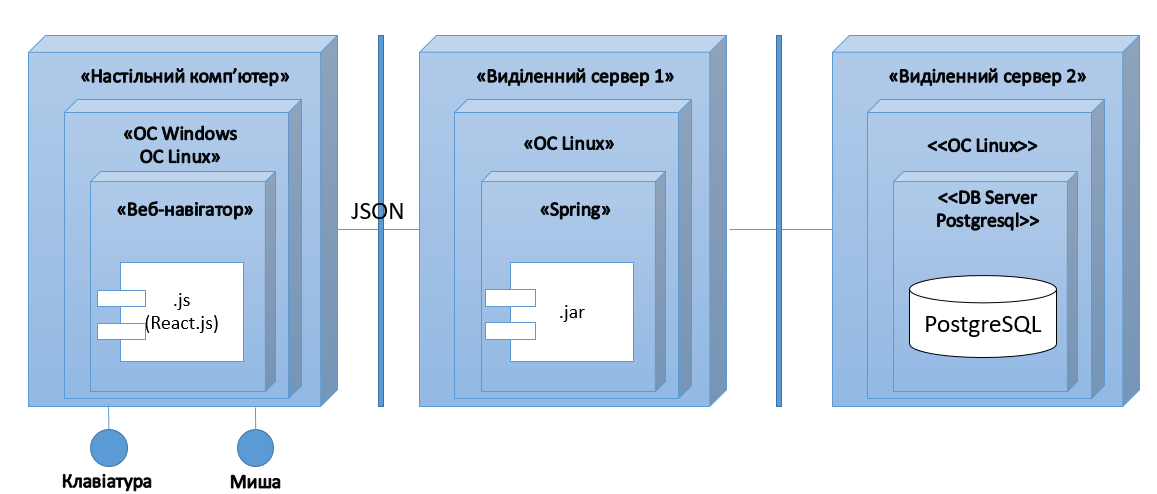 «Настільний комп’ютер»
«ОС Windows
ОС Linux»
«Веб-навігатор»
.js
(React.js)
Клавіатура
Миша
JSON
«Виділенний сервер 1»
«ОС Linux»
«Spring»
.jar
«Виділенний сервер 2»
<<ОС Linux>>
<<DB Server
Postgresql>>
PostgreSQL